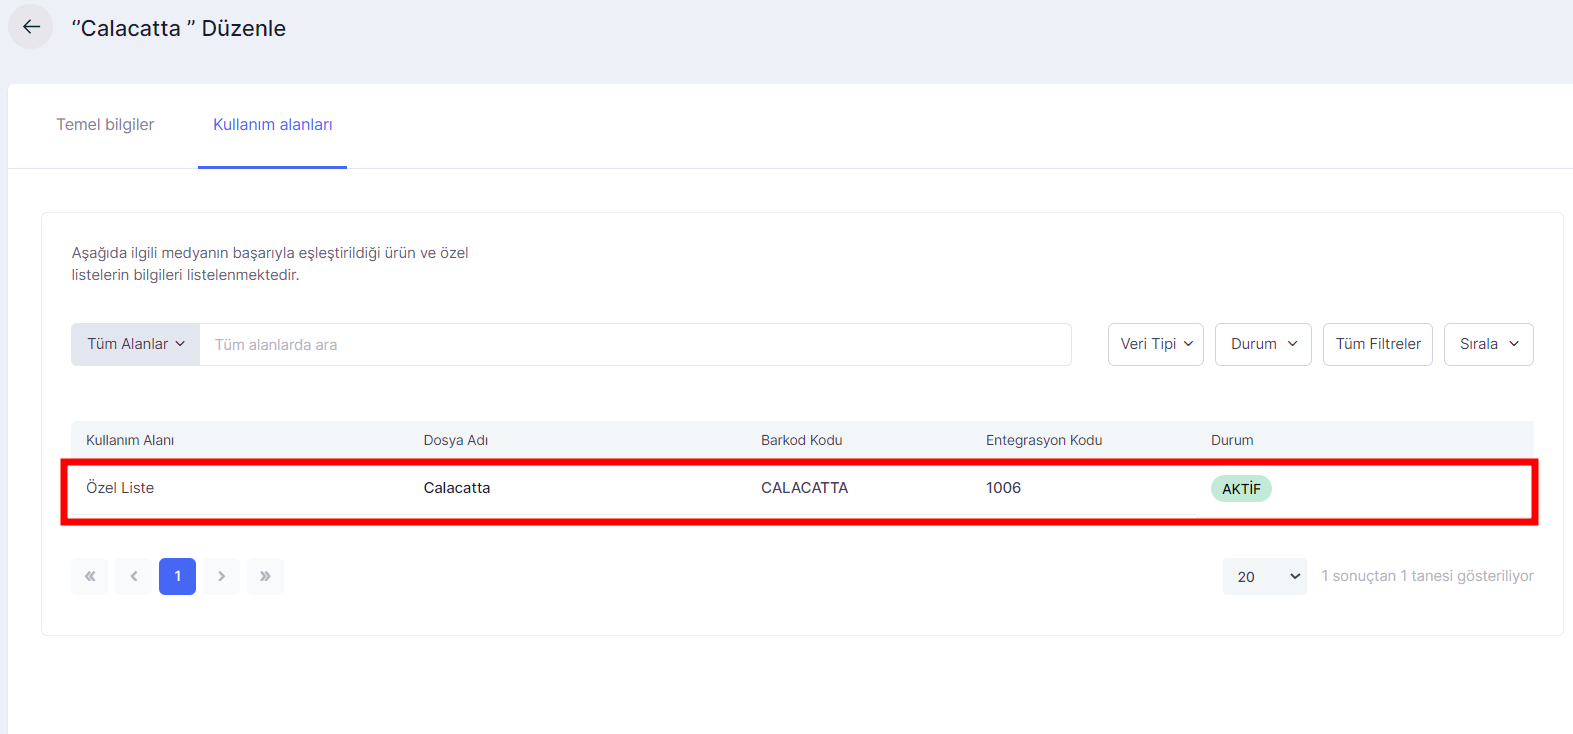 ‘’Calacatta ’’ Düzenle
Temel bilgiler Kullanım alanları
Aşağıda ilgili medyanın başarıyla eşleştirildiği ürün ve özel
listelerin bilgileri listelenmektedir.
Tüm Alanlar Tüm alanlarda ara Veri Tipi Durum Tüm Filtreler Sırala
Kullanım Alanı Dosya Adı Barkod Kodu Entegrasyon Kodu Durum
Özel Liste Calacatta CALACATTA 1006 AKTİF
« ‹ 1 › » 20 1 sonuçtan 1 tanesi gösteriliyor